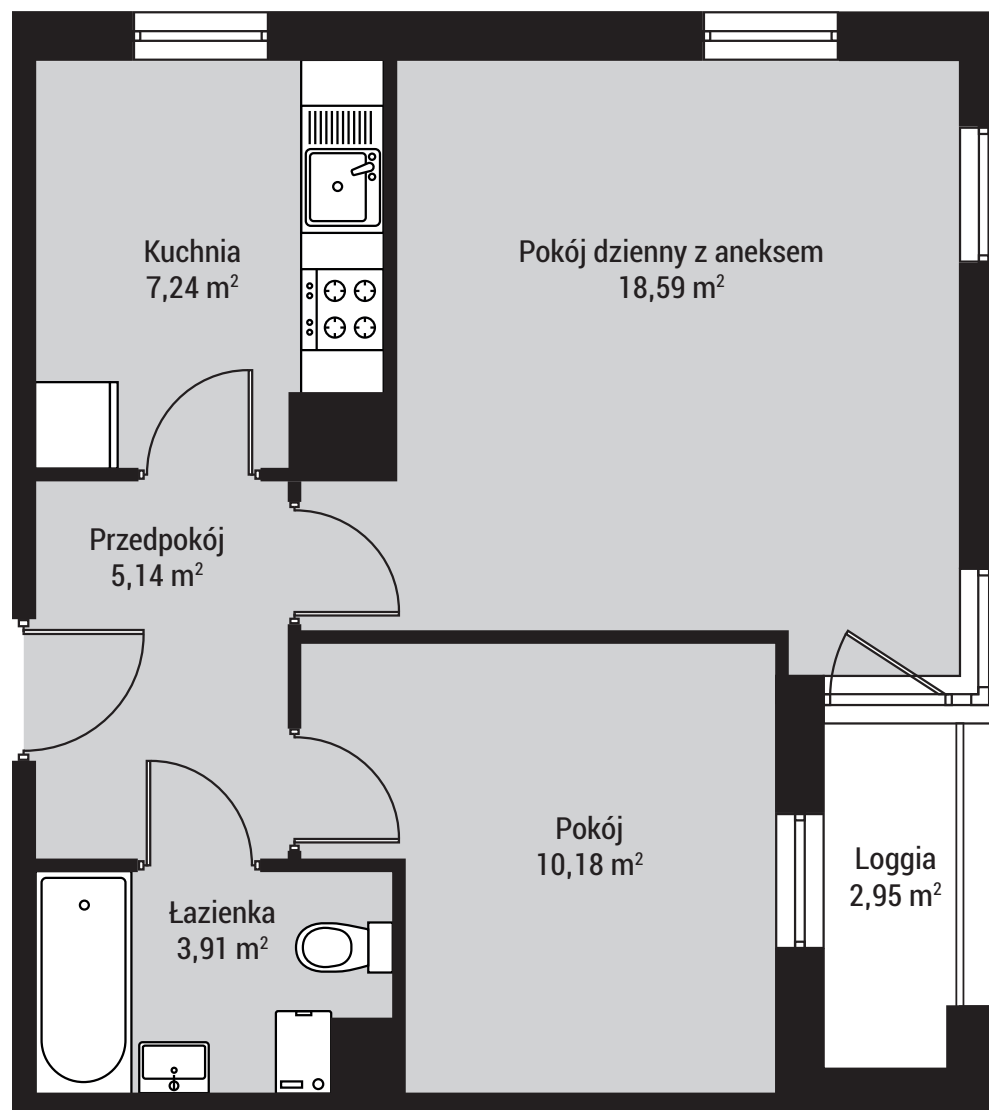 Kuchnia
7,24 m²
Pokój dzienny z aneksem
18,59 m²
Przedpokój
5,14 m²
Pokój
10,18 m²
Loggia
2,95 m²
Łazienka
3,91 m²